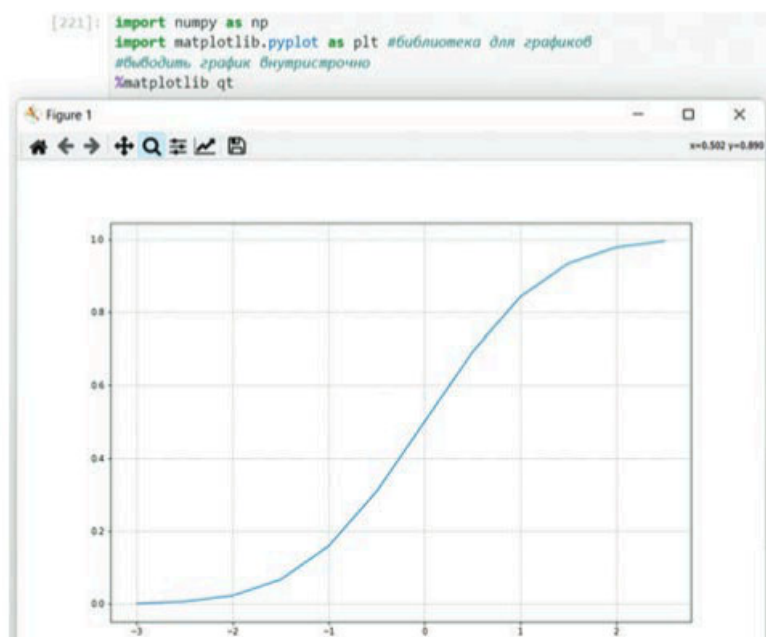 [221]: import numpy as np
import matplotlib.pyplot as plt #библиотека для графиков
#выводить график внутристрочно
%matplotlib qt
Figure 1
x=0.502 y=0.890
1.0
0.8
0.6
0.4
0.2
0.0
-3 -2 -1 0 1 2